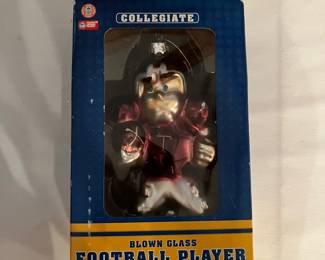 COLLEGIATE
T
BLOWN GLASS
FOOTBALL PLAYER